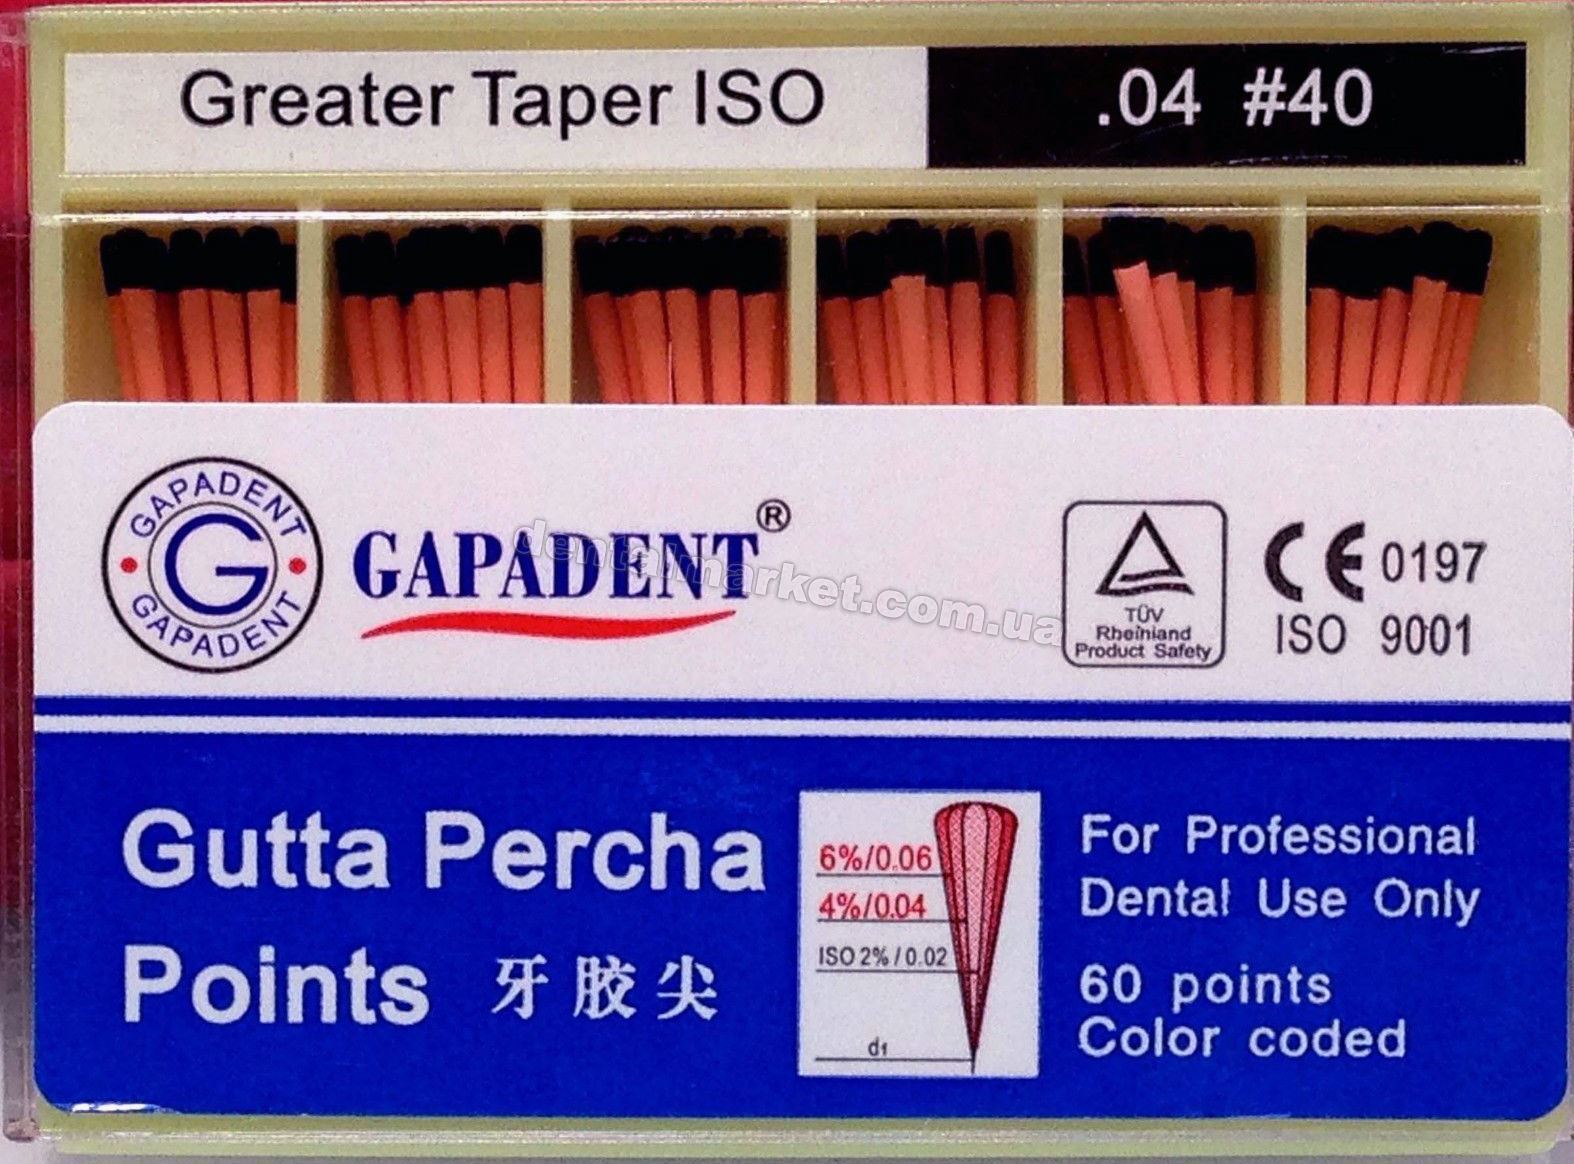 Greater Taper ISO .04 #40
GAPADENT
GAPADENT
G
GAPADENT®
dentalmarket.com.ua
TÜV
Rheinland
Product Safety
CE 0197
ISO 9001
Gutta Percha
Points 牙胶尖
6%/0.06
4%/0.04
ISO 2% / 0.02
d1
For Professional
Dental Use Only
60 points
Color coded